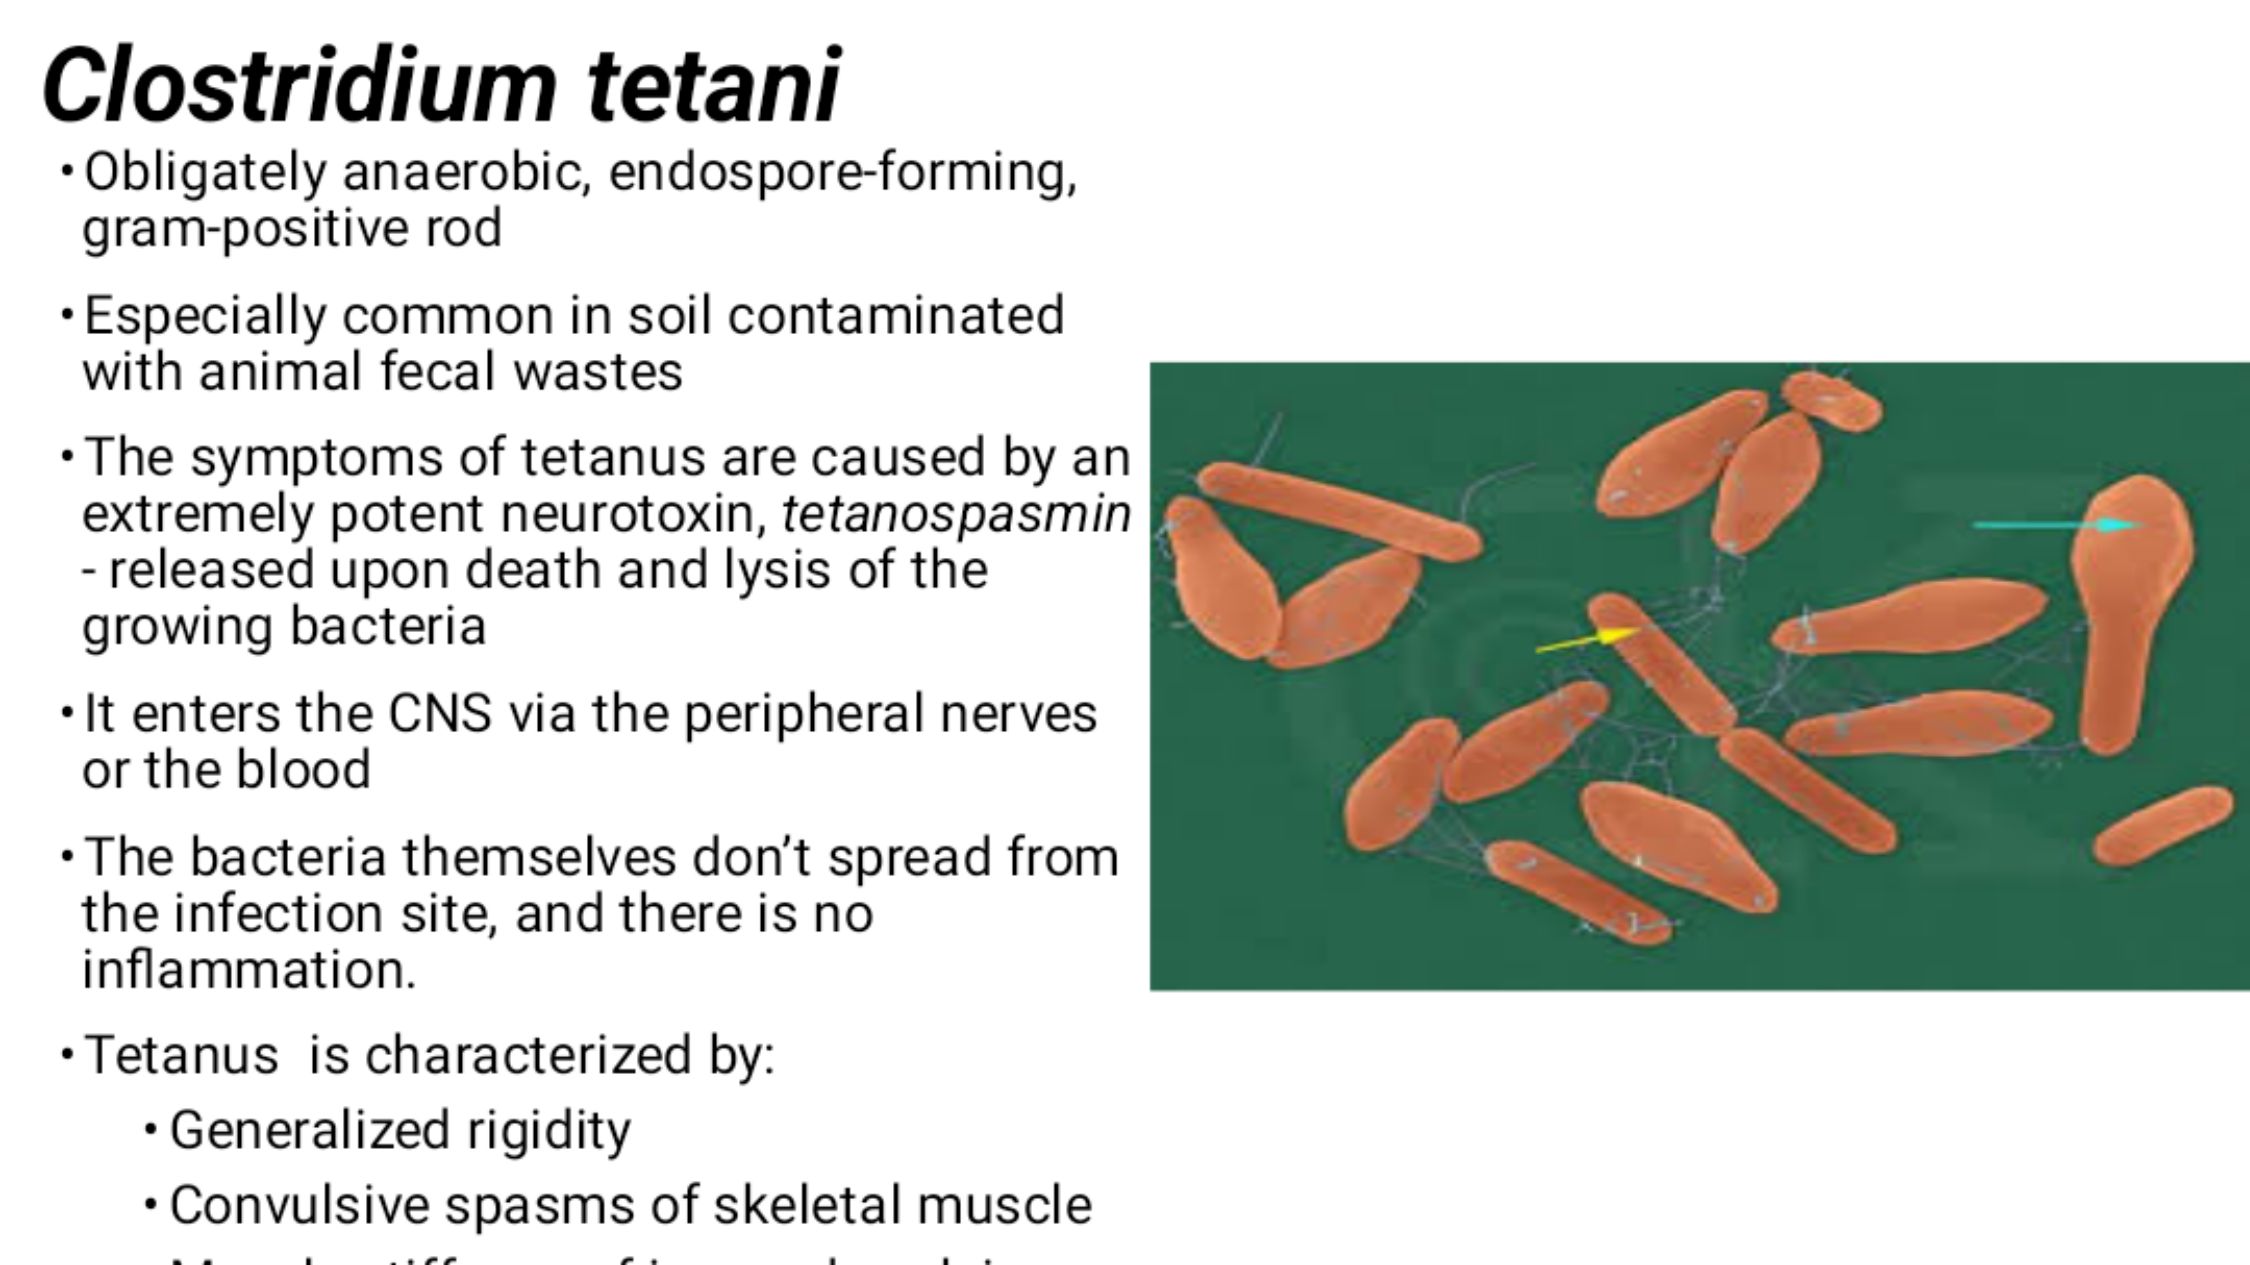 Clostridium tetani
• Obligately anaerobic, endospore-forming,
gram-positive rod
• Especially common in soil contaminated
with animal fecal wastes
• The symptoms of tetanus are caused by an
extremely potent neurotoxin, tetanospasmin
- released upon death and lysis of the
growing bacteria
• It enters the CNS via the peripheral nerves
or the blood
• The bacteria themselves don’t spread from
the infection site, and there is no
inflammation.
• Tetanus  is characterized by:
• Generalized rigidity
• Convulsive spasms of skeletal muscle